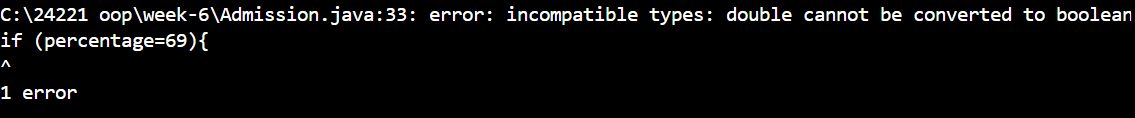 C:\24221 oop\week-6\Admission.java:33: error: incompatible types: double cannot be converted to boolean
if (percentage=69){
^
1 error